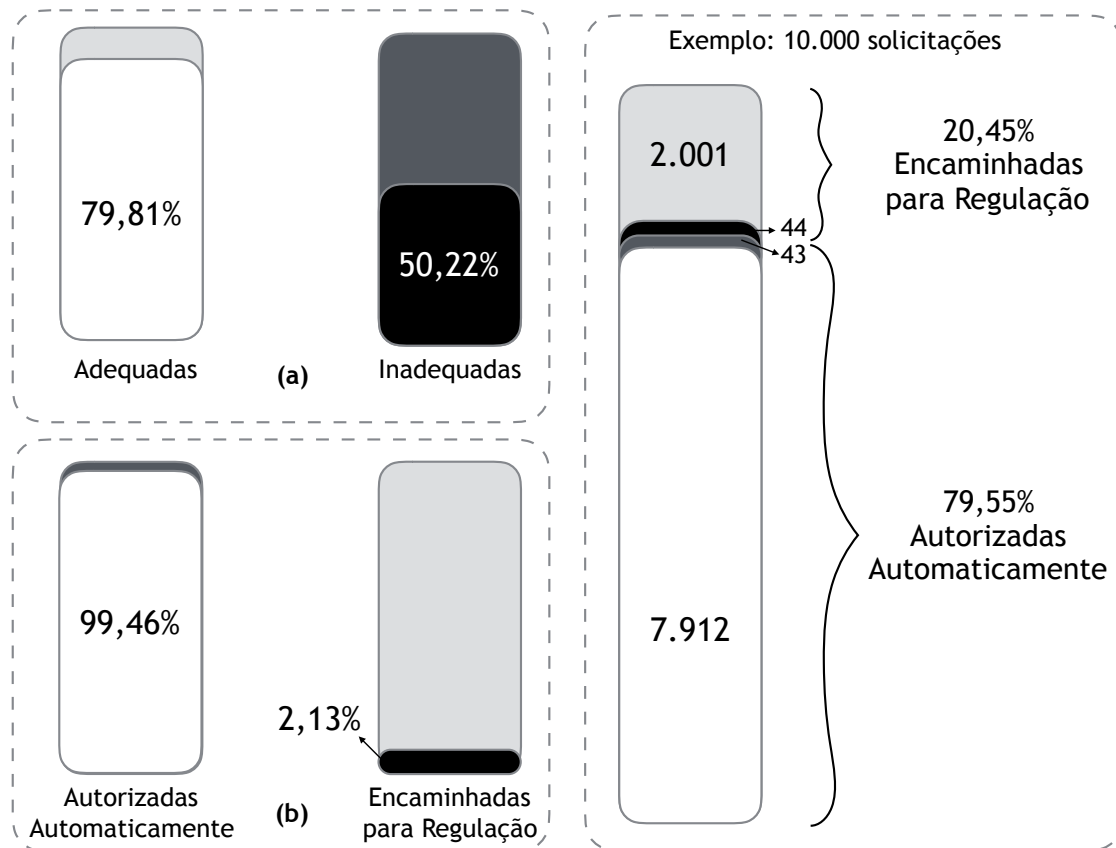 79,81%
50,22%
Adequadas
(a)
Inadequadas
99,46%
2,13%
Autorizadas
Automaticamente
(b)
Encaminhadas
para Regulação
Exemplo: 10.000 solicitações
2.001
44
43
7.912
20,45%
Encaminhadas
para Regulação
79,55%
Autorizadas
Automaticamente